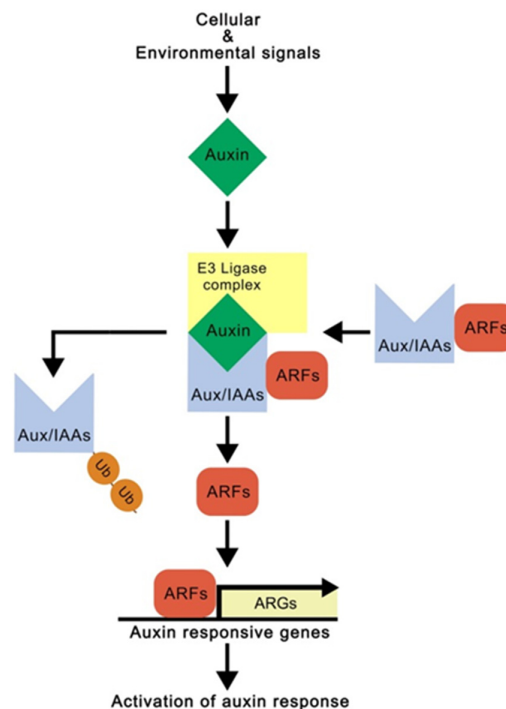 Cellular
&
Environmental signals
Auxin
E3 Ligase
complex
Auxin
Aux/IAAs
ARFs
Aux/IAAs
ARFs
Aux/IAAs
Ub
Ub
ARFs
ARFs
ARGs
Auxin responsive genes
Activation of auxin response